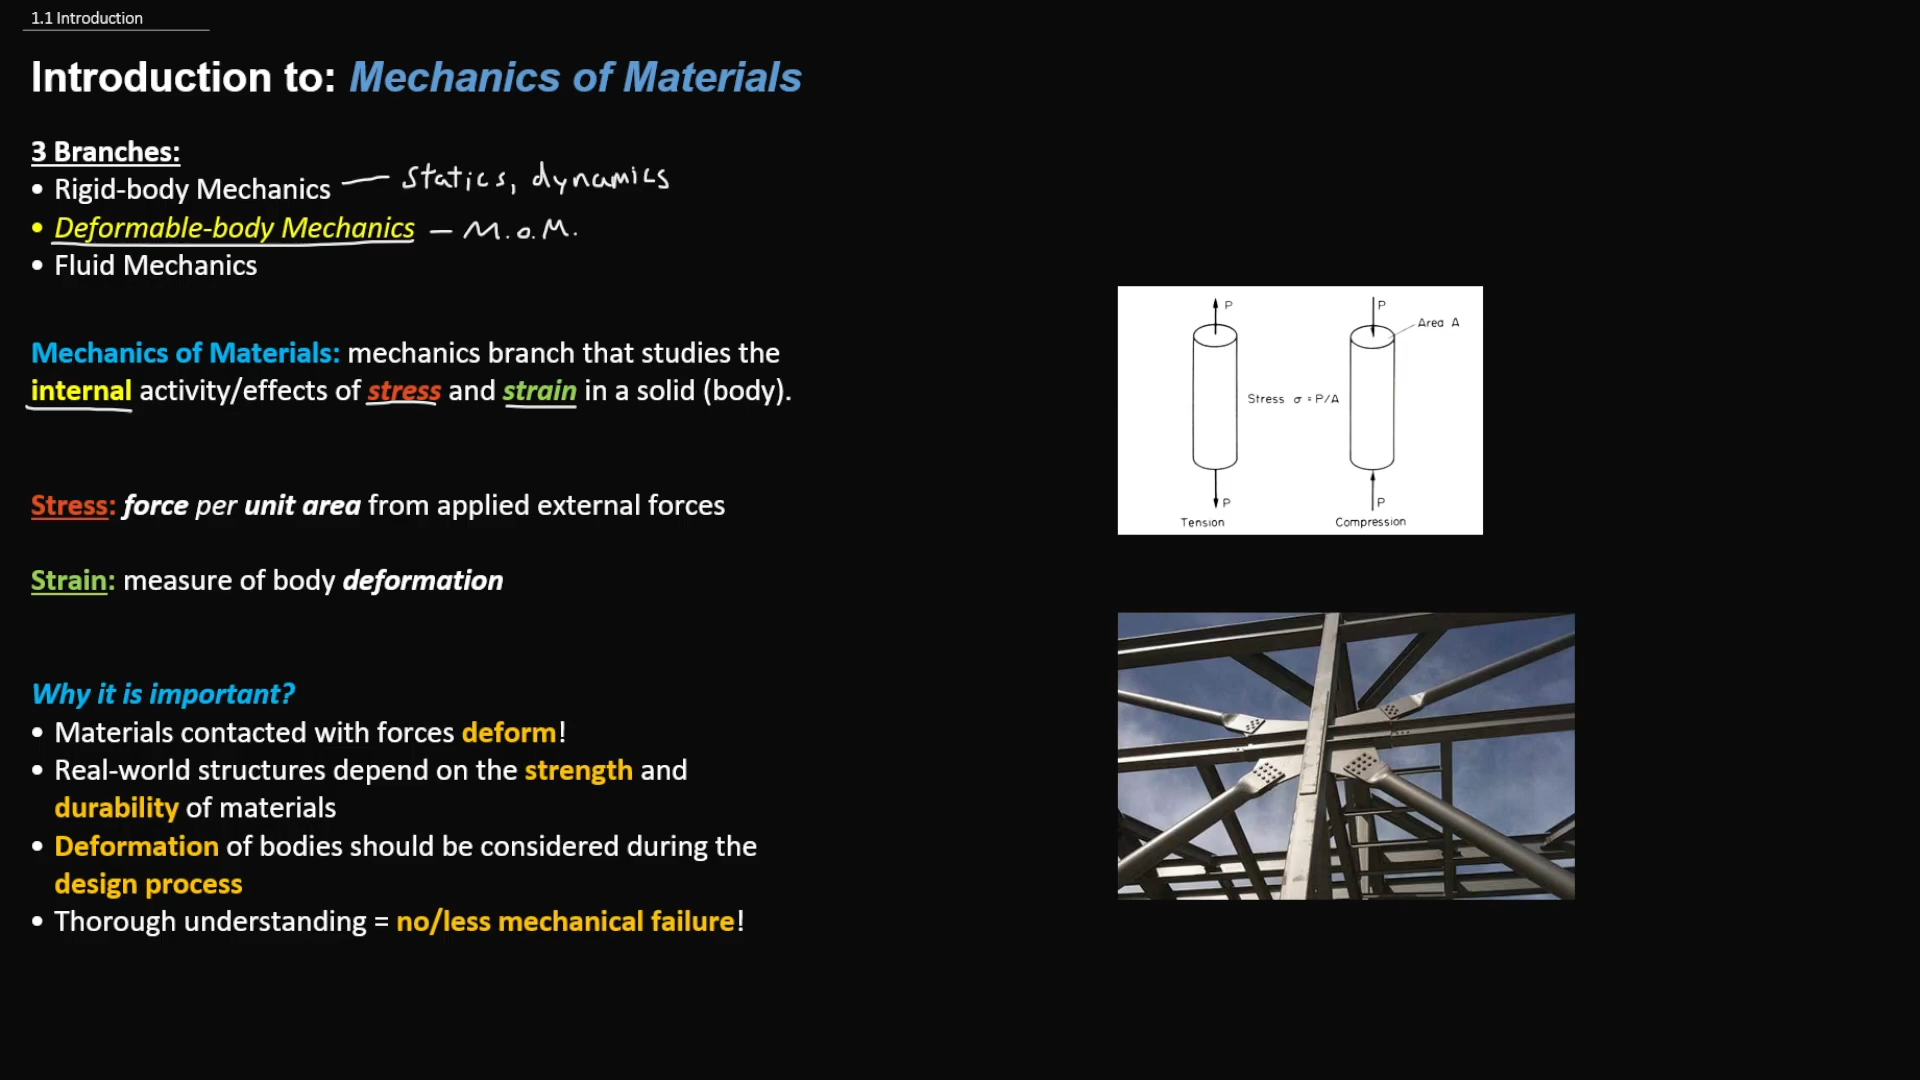 1.1 Introduction
Introduction to: Mechanics of Materials
3 Branches:
• Rigid-body Mechanics — Statics, dynamics
• Deformable-body Mechanics — M.o.M.
• Fluid Mechanics
Mechanics of Materials: mechanics branch that studies the
internal activity/effects of stress and strain in a solid (body).
Stress: force per unit area from applied external forces
Strain: measure of body deformation
Why it is important?
• Materials contacted with forces deform!
• Real-world structures depend on the strength and
durability of materials
• Deformation of bodies should be considered during the
design process
• Thorough understanding = no/less mechanical failure!
P P
Area A
Stress σ = P/A
P P
Tension Compression